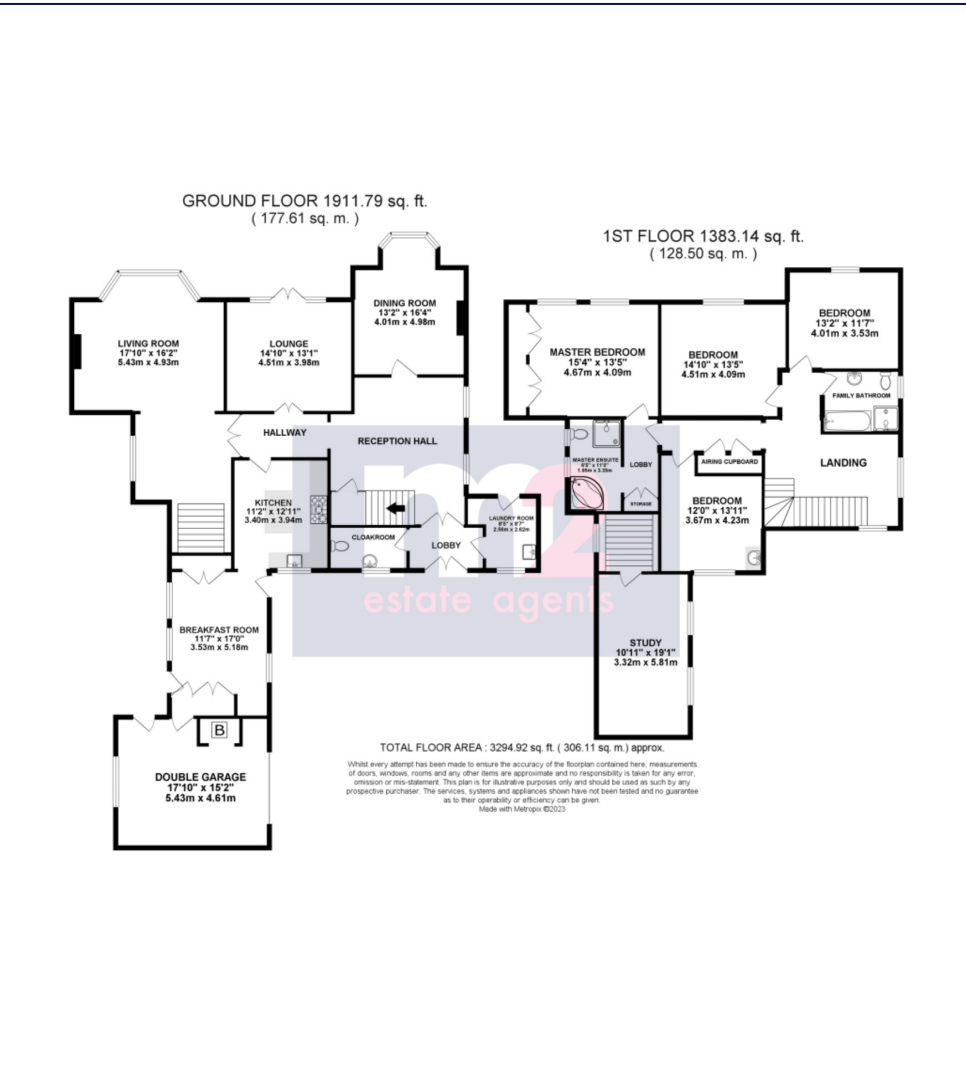 GROUND FLOOR 1911.79 sq. ft.
( 177.61 sq. m. )
LIVING ROOM
17'10" x 16'2"
5.43m x 4.93m
LOUNGE
14'10" x 13'1"
4.51m x 3.98m
DINING ROOM
13'2" x 16'4"
4.01m x 4.98m
HALLWAY
RECEPTION HALL
KITCHEN
11'2" x 12'11"
3.40m x 3.94m
CLOAKROOM
LOBBY
LAUNDRY ROOM
BREAKFAST ROOM
11'7" x 17'0"
3.53m x 5.18m
B
DOUBLE GARAGE
17'10" x 15'2"
5.43m x 4.61m
1ST FLOOR 1383.14 sq. ft.
( 128.50 sq. m. )
MASTER BEDROOM
15'4" x 13'5"
4.67m x 4.09m
BEDROOM
14'10" x 13'5"
4.51m x 4.09m
BEDROOM
13'2" x 11'7"
4.01m x 3.53m
FAMILY BATHROOM
MASTER ENSUITE
LOBBY
STORAGE
AIRING CUPBOARD
LANDING
BEDROOM
12'0" x 13'11"
3.67m x 4.23m
STUDY
10'11" x 19'1"
3.32m x 5.81m
m2
estate agents
TOTAL FLOOR AREA : 3294.92 sq. ft. ( 306.11 sq. m.) approx.
Whilst every attempt has been made to ensure the accuracy of the floorplan contained here, measurements
of doors, windows, rooms and any other items are approximate and no responsibility is taken for any error,
omission or mis-statement. This plan is for illustrative purposes only and should be used as such by any
prospective purchaser. The services, systems and appliances shown have not been tested and no guarantee
as to their operability or efficiency can be given.
Made with Metropix ©2023